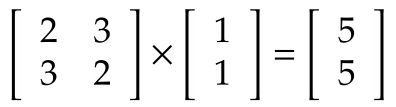 [ 2 3 ] × [ 1 ] = [ 5 ]
[ 3 2 ] [ 1 ] [ 5 ]